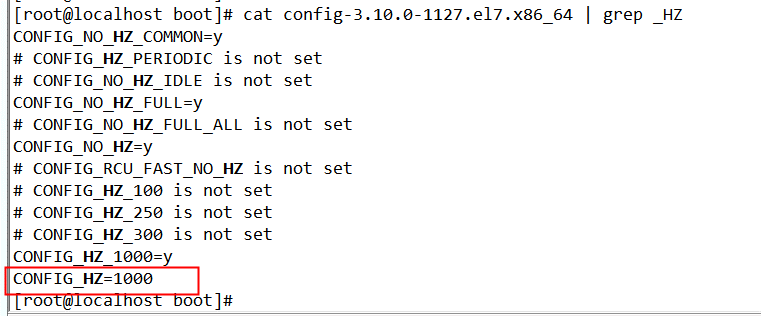 [root@localhost boot]# cat config-3.10.0-1127.el7.x86_64 | grep _HZ
CONFIG_NO_HZ_COMMON=y
# CONFIG_HZ_PERIODIC is not set
# CONFIG_NO_HZ_IDLE is not set
CONFIG_NO_HZ_FULL=y
# CONFIG_NO_HZ_FULL_ALL is not set
CONFIG_NO_HZ=y
# CONFIG_RCU_FAST_NO_HZ is not set
# CONFIG_HZ_100 is not set
# CONFIG_HZ_250 is not set
# CONFIG_HZ_300 is not set
CONFIG_HZ_1000=y
CONFIG_HZ=1000
[root@localhost boot]#